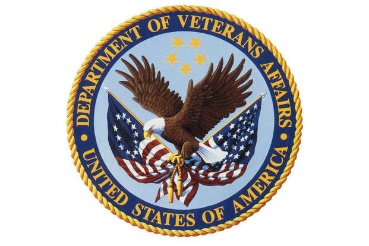 DEPARTMENT OF VETERANS AFFAIRS
UNITED STATES OF AMERICA